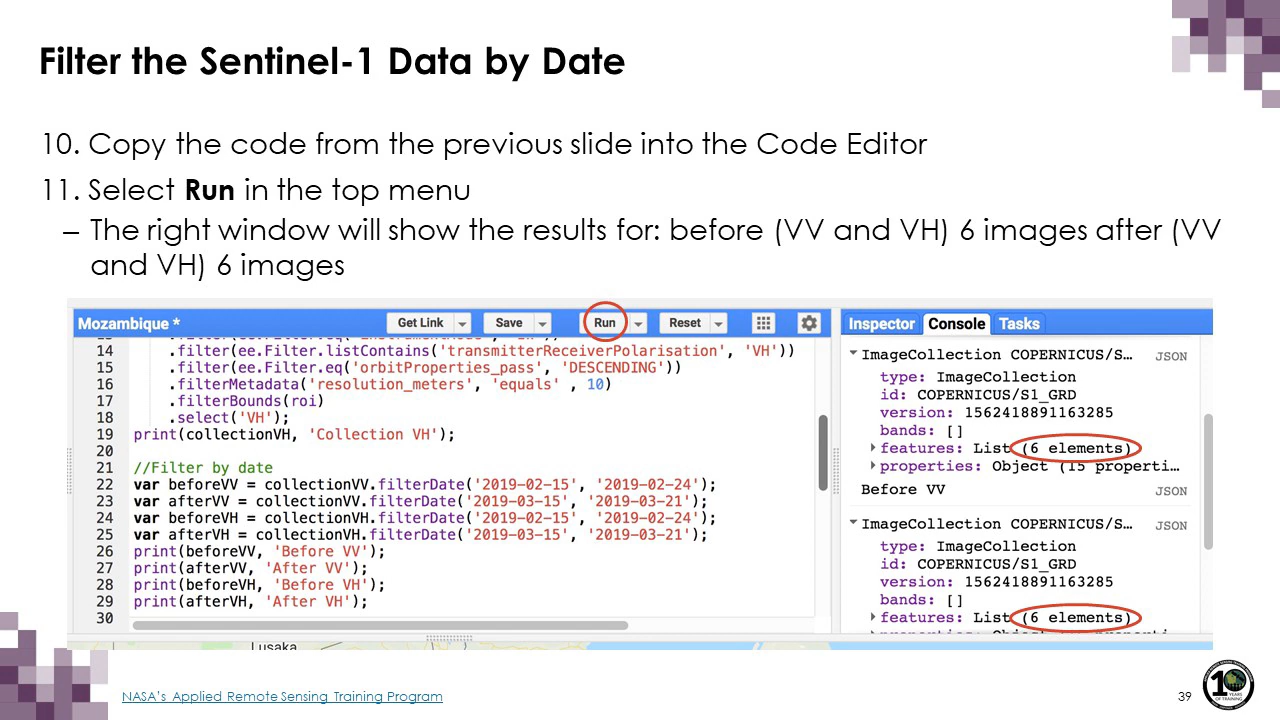 Filter the Sentinel-1 Data by Date
10. Copy the code from the previous slide into the Code Editor
11. Select Run in the top menu
– The right window will show the results for: before (VV and VH) 6 images after (VV
and VH) 6 images
Mozambique *
Get Link
Save
Run
Reset
Inspector
Console
Tasks
14 .filter(ee.Filter.listContains('transmitterReceiverPolarisation', 'VH'))
15 .filter(ee.Filter.eq('orbitProperties_pass', 'DESCENDING'))
16 .filterMetadata('resolution_meters', 'equals' , 10)
17 .filterBounds(roi)
18 .select('VH');
19 print(collectionVH, 'Collection VH');
20
21 //Filter by date
22 var beforeVV = collectionVV.filterDate('2019-02-15', '2019-02-24');
23 var afterVV = collectionVV.filterDate('2019-03-15', '2019-03-21');
24 var beforeVH = collectionVH.filterDate('2019-02-15', '2019-02-24');
25 var afterVH = collectionVH.filterDate('2019-03-15', '2019-03-21');
26 print(beforeVV, 'Before VV');
27 print(afterVV, 'After VV');
28 print(beforeVH, 'Before VH');
29 print(afterVH, 'After VH');
30
ImageCollection COPERNICUS/S... JSON
type: ImageCollection
id: COPERNICUS/S1_GRD
version: 1562418891163285
bands: []
features: List (6 elements)
properties: Object (15 properti...
Before VV JSON
ImageCollection COPERNICUS/S... JSON
type: ImageCollection
id: COPERNICUS/S1_GRD
version: 1562418891163285
bands: []
features: List (6 elements)
Lusaka
NASA's Applied Remote Sensing Training Program
39
10
YEARS
OF TRAINING